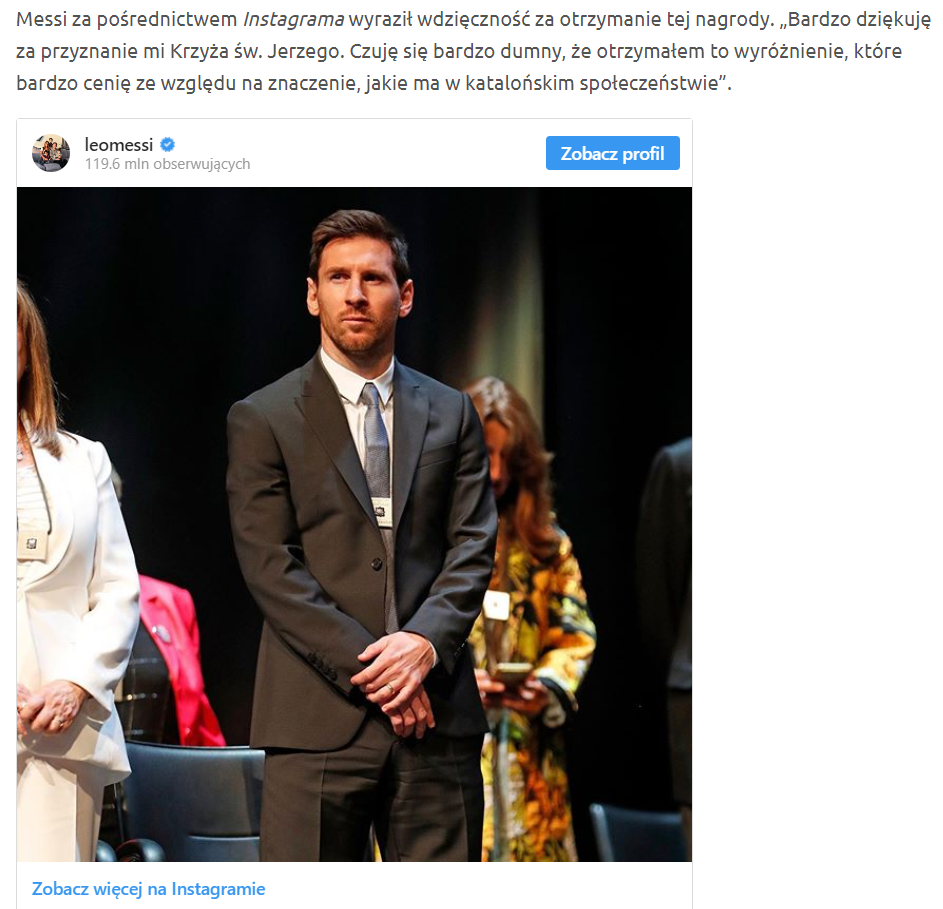 Messi za pośrednictwem Instagrama wyraził wdzięczność za otrzymanie tej nagrody. „Bardzo dziękuję
za przyznanie mi Krzyża św. Jerzego. Czuję się bardzo dumny, że otrzymałem to wyróżnienie, które
bardzo cenię ze względu na znaczenie, jakie ma w katalońskim społeczeństwie”.
leomessi
119.6 mln obserwujących
Zobacz profil
Zobacz więcej na Instagramie